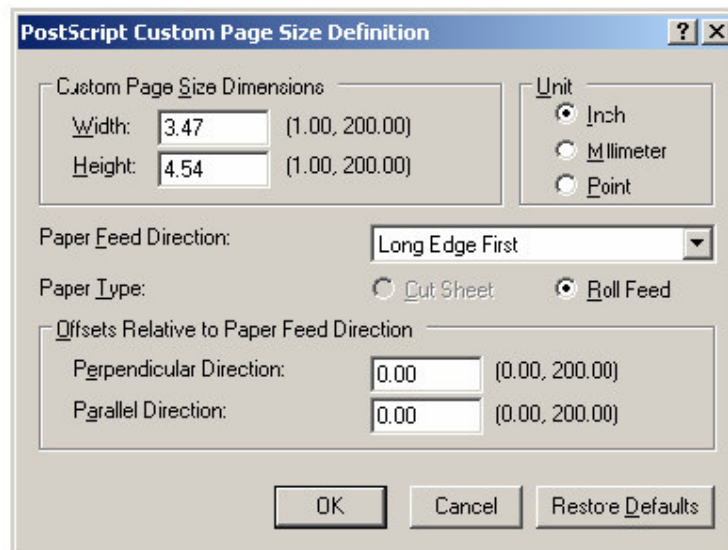 PostScript Custom Page Size Definition
Custom Page Size Dimensions
Width: 3.47 (1.00, 200.00)
Height: 4.54 (1.00, 200.00)
Unit
Inch
Millimeter
Point
Paper Feed Direction: Long Edge First
Paper Type: Cut Sheet Roll Feed
Offsets Relative to Paper Feed Direction
Perpendicular Direction: 0.00 (0.00, 200.00)
Parallel Direction: 0.00 (0.00, 200.00)
OK Cancel Restore Defaults